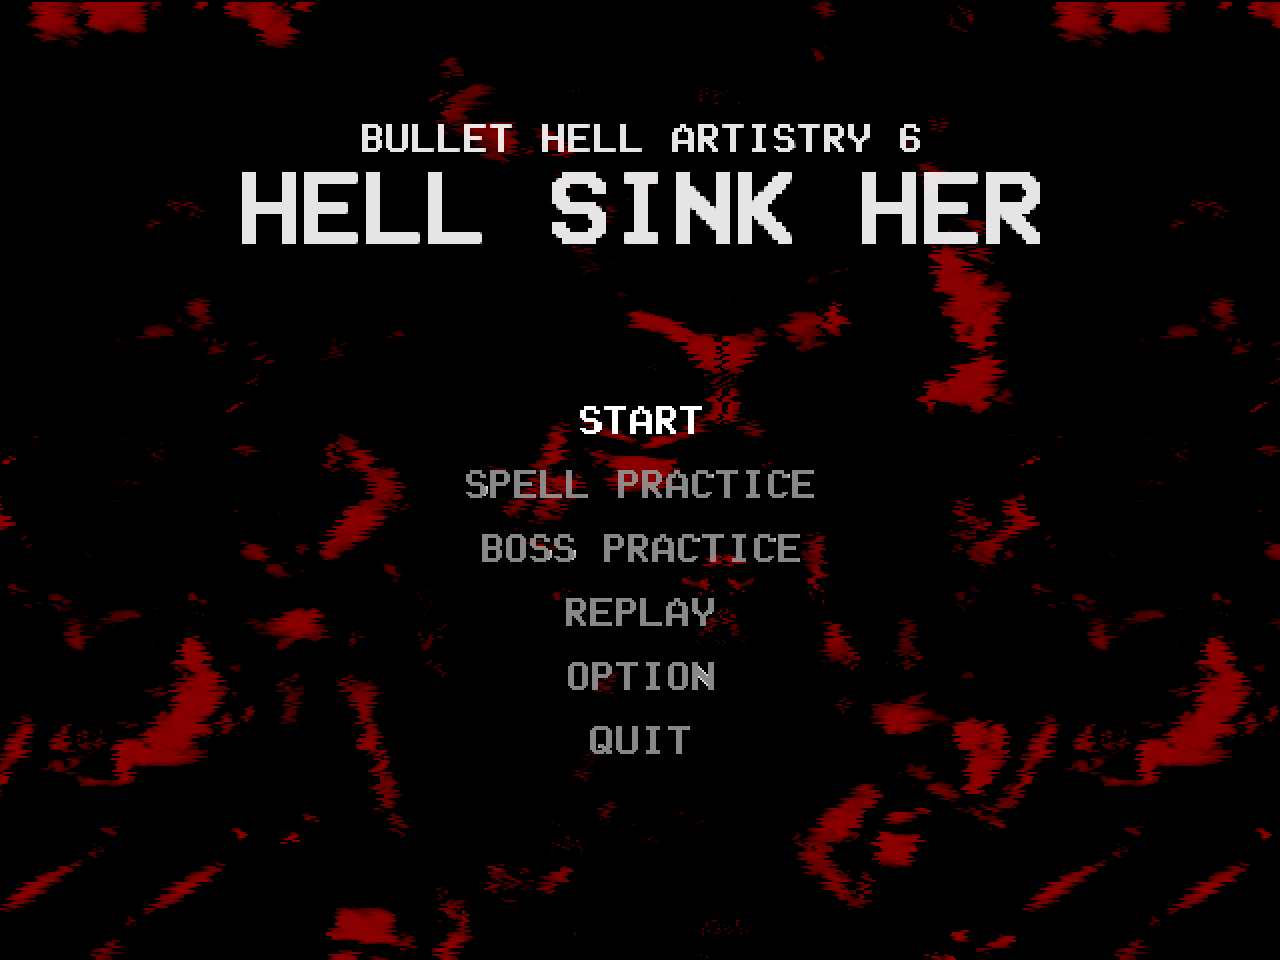 BULLET HELL ARTISTRY 6
HELL SINK HER
START
SPELL PRACTICE
BOSS PRACTICE
REPLAY
OPTION
QUIT